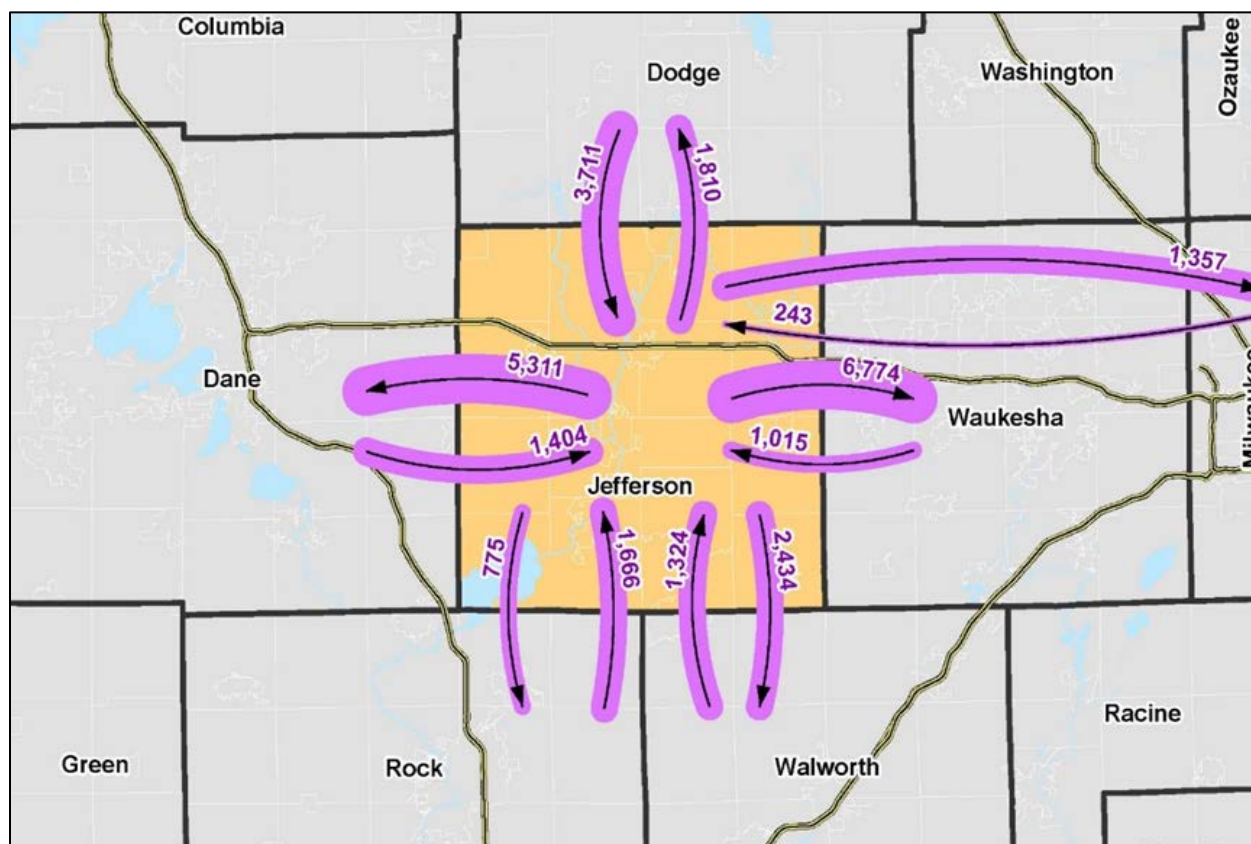 Columbia
Dodge
Washington
Ozaukee
3,711
1,810
1,357
243
5,311
6,774
Dane
Waukesha
Milwaukee
1,404
1,015
Jefferson
775
1,666
1,324
2,434
Racine
Green
Rock
Walworth